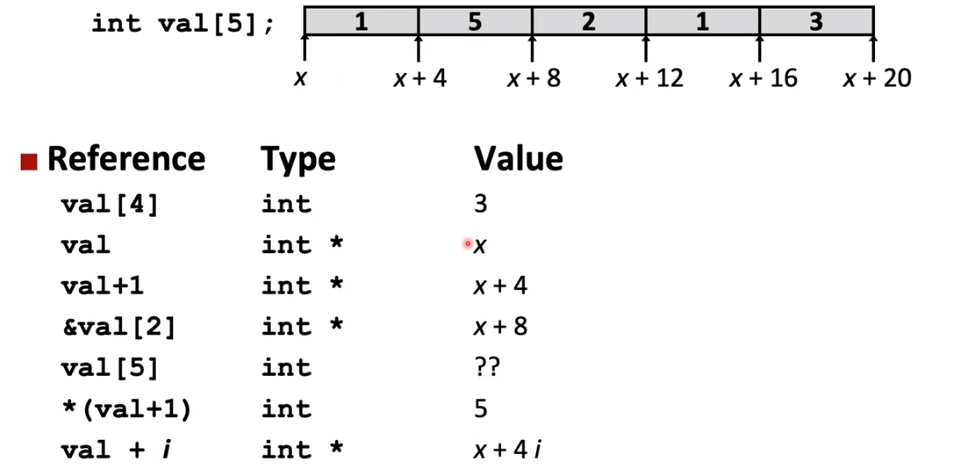 int val[5]; 1 5 2 1 3
x x + 4 x + 8 x + 12 x + 16 x + 20
Reference Type Value
val[4] int 3
val int * x
val+1 int * x + 4
&val[2] int * x + 8
val[5] int ??
*(val+1) int 5
val + i int * x + 4 i